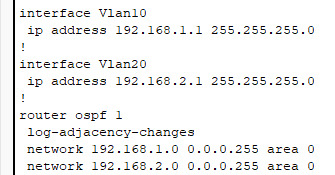 interface Vlan10
ip address 192.168.1.1 255.255.255.0
!
interface Vlan20
ip address 192.168.2.1 255.255.255.0
!
router ospf 1
log-adjacency-changes
network 192.168.1.0 0.0.0.255 area 0
network 192.168.2.0 0.0.0.255 area 0